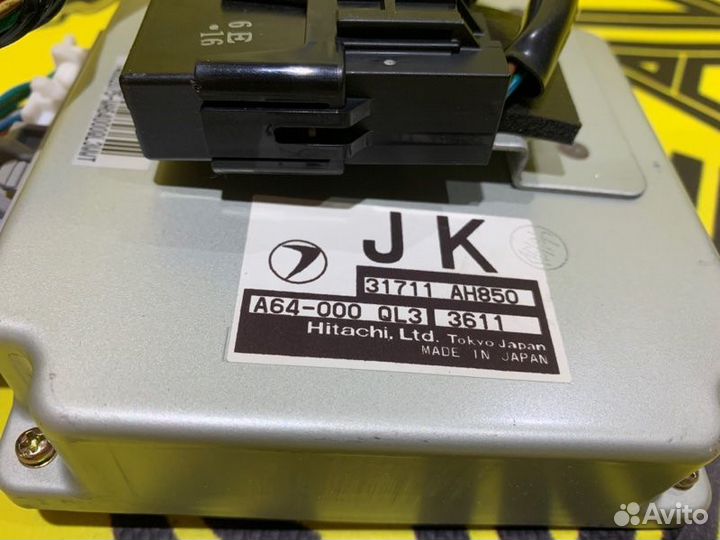 6E
•16
JK
31711 AH850
A64-000 QL3 3611
Hitachi, Ltd. Tokyo Japan
MADE IN JAPAN
Avito